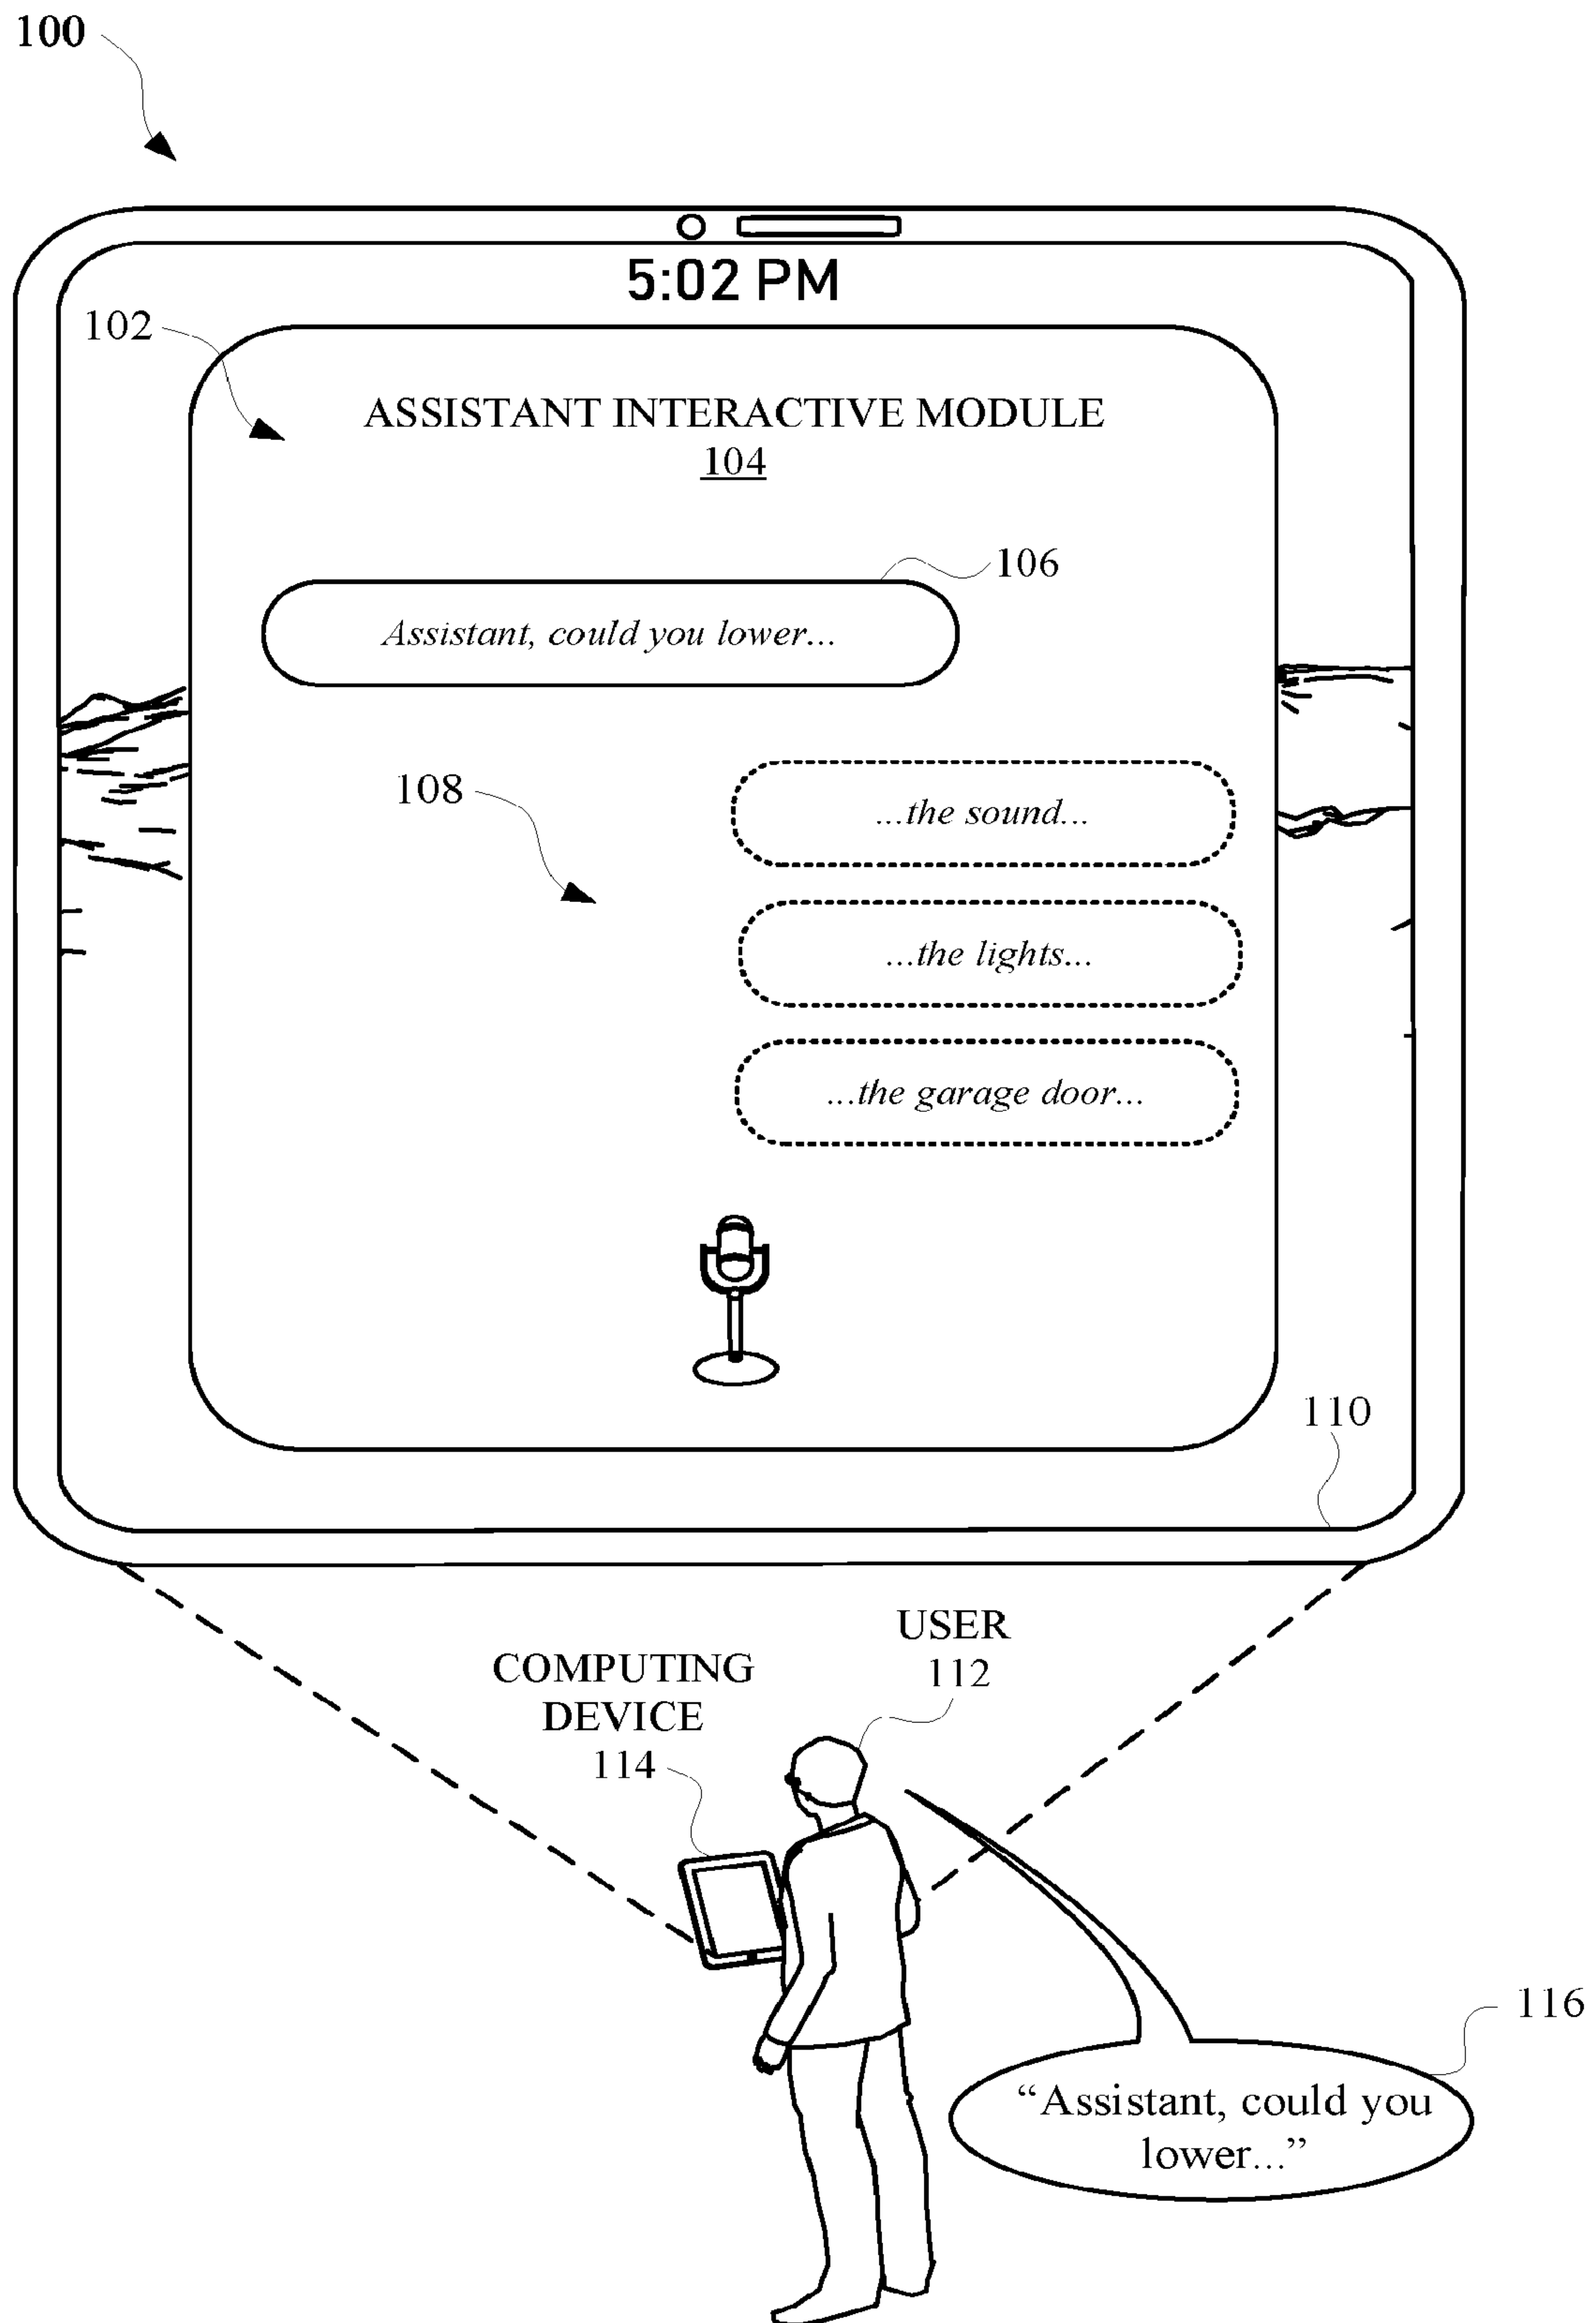 100
5:02 PM
102
ASSISTANT INTERACTIVE MODULE
104
106
Assistant, could you lower...
108
...the sound...
...the lights...
...the garage door...
110
USER
112
COMPUTING
DEVICE
114
116
“Assistant, could you
lower...”